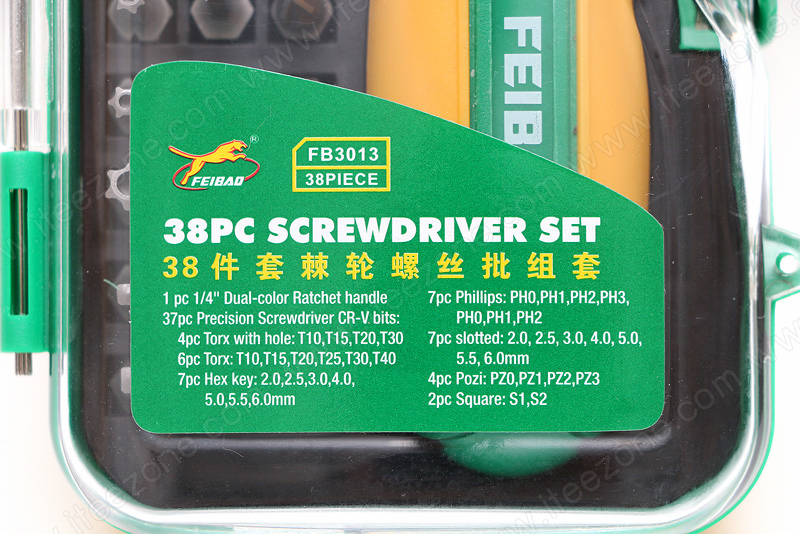 FEIB
FEIBAO
®
FB3013
38PIECE
38PC SCREWDRIVER SET
38件套棘轮螺丝批组套
1 pc 1/4" Dual-color Ratchet handle
37pc Precision Screwdriver CR-V bits:
4pc Torx with hole: T10,T15,T20,T30
6pc Torx: T10,T15,T20,T25,T30,T40
7pc Hex key: 2.0,2.5,3.0,4.0,
5.0,5.5,6.0mm
7pc Phillips: PH0,PH1,PH2,PH3,
PH0,PH1,PH2
7pc slotted: 2.0, 2.5, 3.0, 4.0, 5.0,
5.5, 6.0mm
4pc Pozi: PZ0,PZ1,PZ2,PZ3
2pc Square: S1,S2
www.iteezone.com